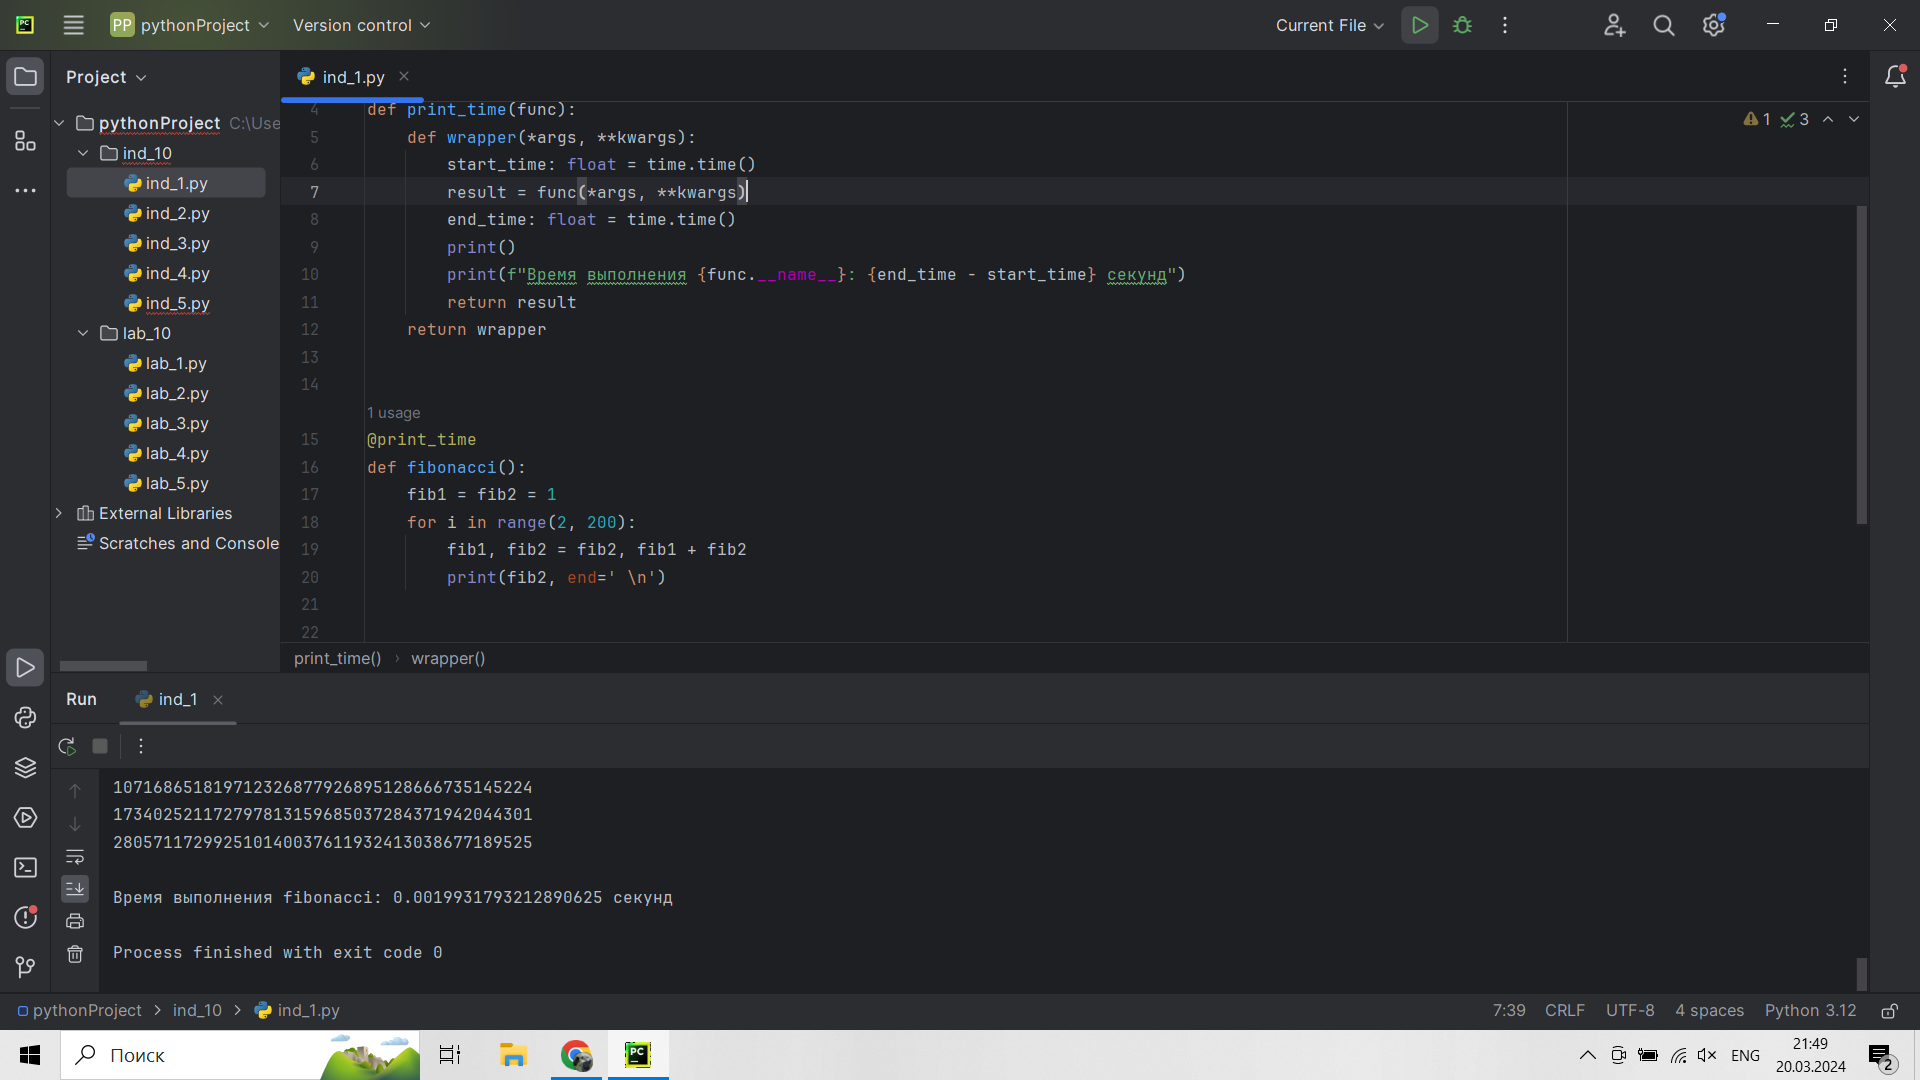 PC
PP pythonProject
Version control
Current File
Project
ind_1.py
pythonProject C:\Use
ind_10
ind_1.py
ind_2.py
ind_3.py
ind_4.py
ind_5.py
lab_10
lab_1.py
lab_2.py
lab_3.py
lab_4.py
lab_5.py
External Libraries
Scratches and Console
1 3
4 def print_time(func):
5 def wrapper(*args, **kwargs):
6 start_time: float = time.time()
7 result = func(*args, **kwargs)
8 end_time: float = time.time()
9 print()
10 print(f"Время выполнения {func.__name__}: {end_time - start_time} секунд")
11 return result
12 return wrapper
13
14
1 usage
15 @print_time
16 def fibonacci():
17 fib1 = fib2 = 1
18 for i in range(2, 200):
19 fib1, fib2 = fib2, fib1 + fib2
20 print(fib2, end=' \n')
21
22
print_time() › wrapper()
Run
ind_1
107168651819712326877926895128666735145224
173402521172797813159685037284371942044301
280571172992510140037611932413038677189525
Время выполнения fibonacci: 0.0019931793212890625 секунд
Process finished with exit code 0
pythonProject > ind_10 > ind_1.py
7:39 CRLF UTF-8 4 spaces Python 3.12
Поиск
PC
ENG
21:49
20.03.2024
2